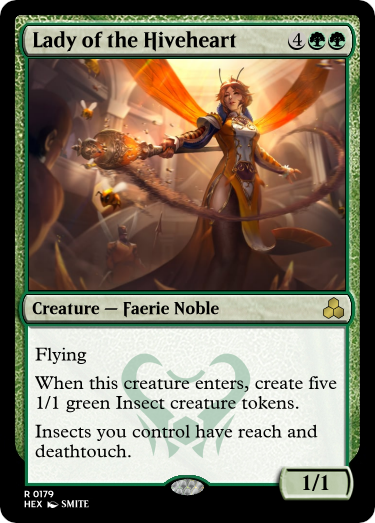 Lady of the Hiveheart 4
Creature — Faerie Noble
Flying
When this creature enters, create five
1/1 green Insect creature tokens.
Insects you control have reach and
deathtouch.
1/1
R 0179
HEX SMITE